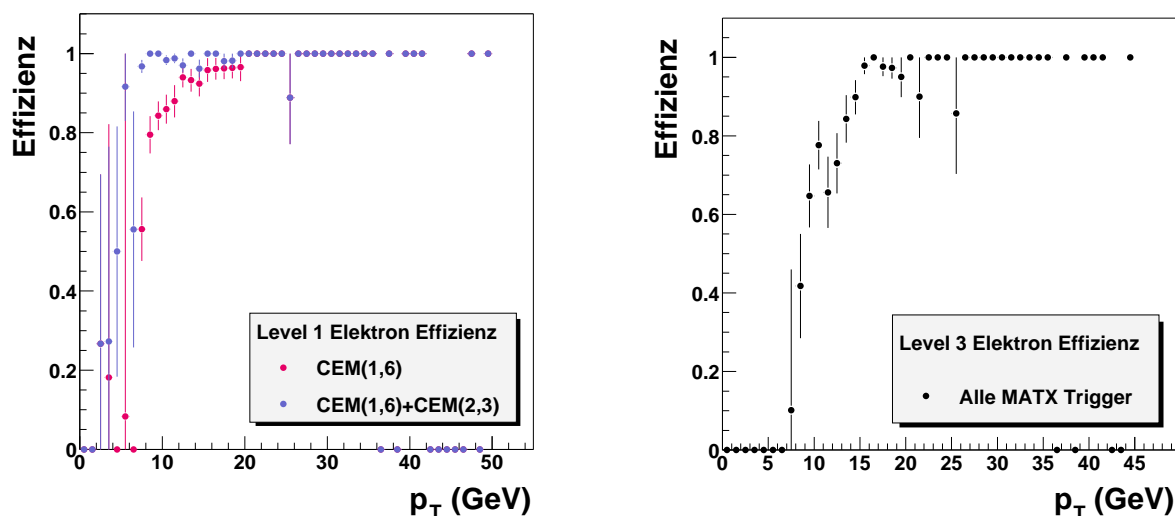 Effizienz
1
0.8
0.6
0.4
0.2
0
Level 1 Elektron Effizienz
CEM(1,6)
CEM(1,6)+CEM(2,3)
0 10 20 30 40 50
p_T (GeV)
Effizienz
1
0.8
0.6
0.4
0.2
0
Level 3 Elektron Effizienz
Alle MATX Trigger
0 5 10 15 20 25 30 35 40 45
p_T (GeV)